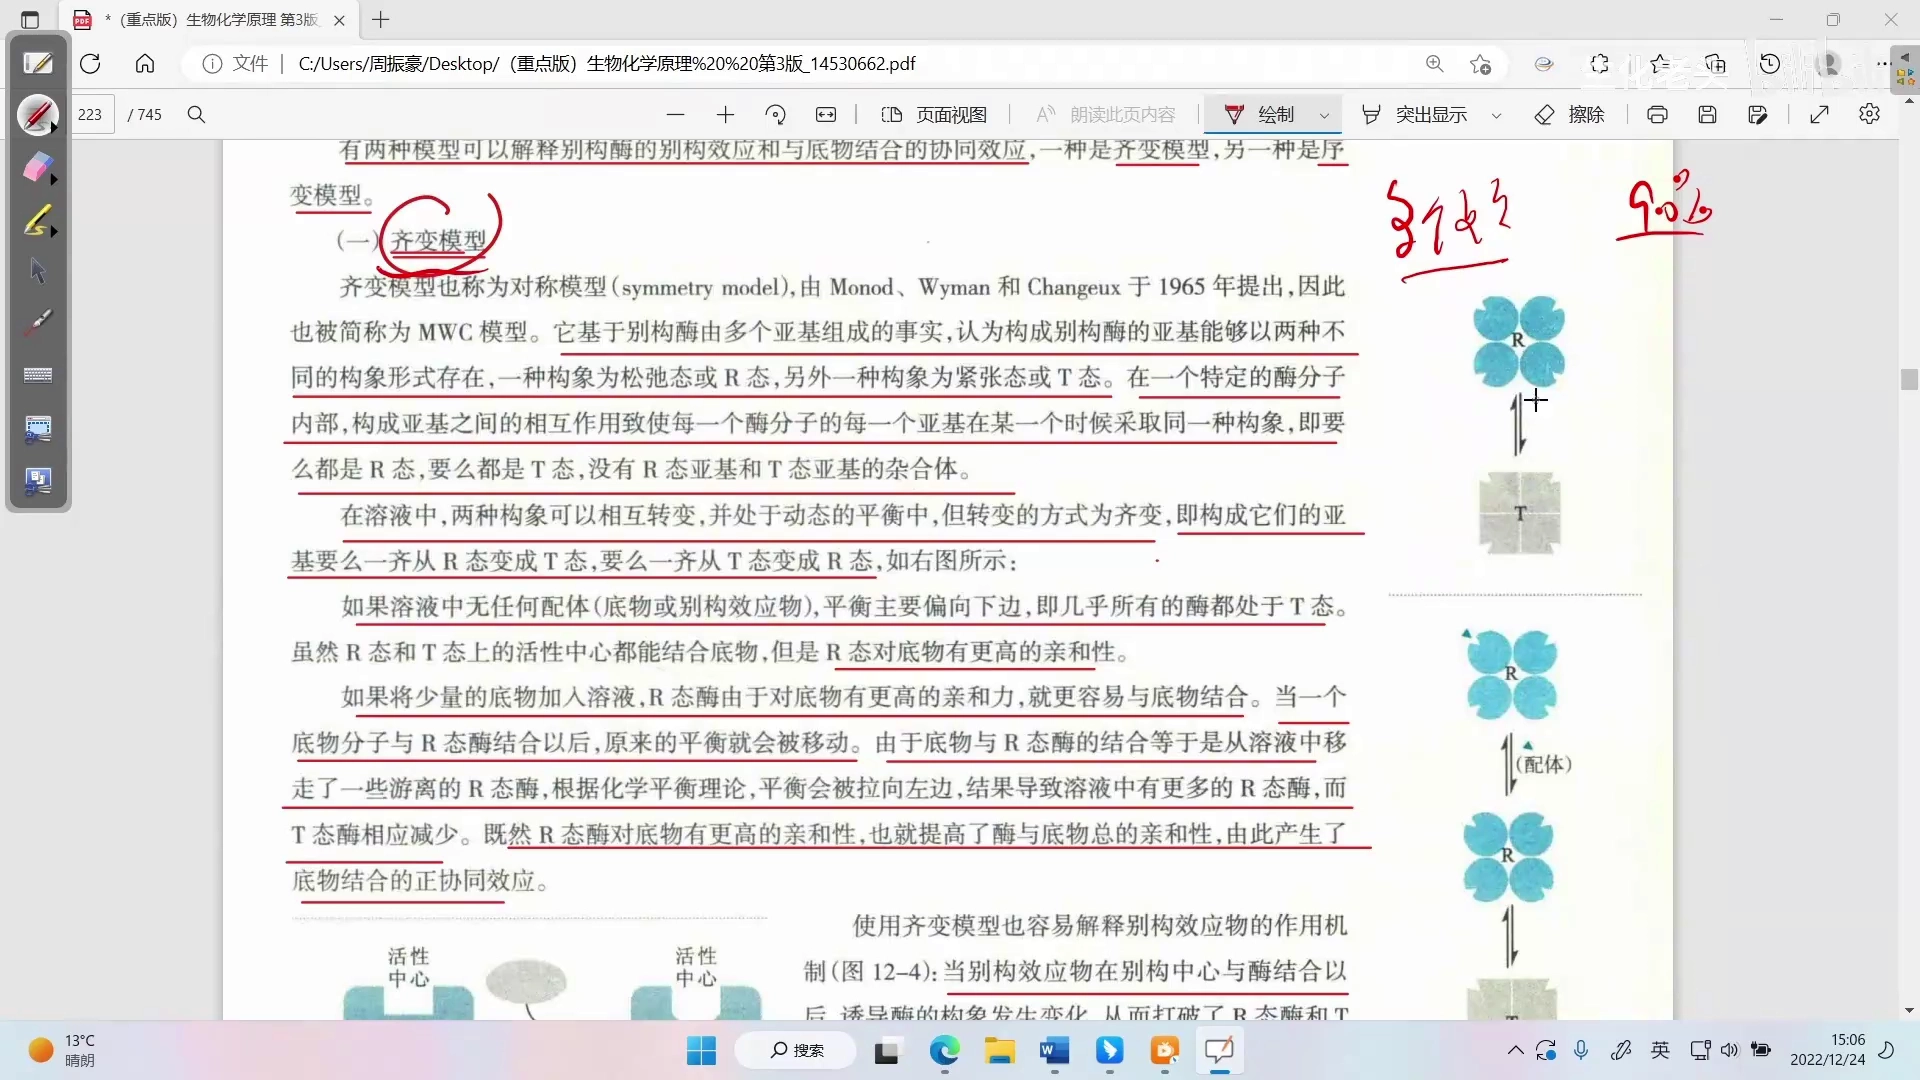 *（重点版）生物化学原理 第3版_
文件
C:/Users/周振豪/Desktop/（重点版）生物化学原理%20%20第3版_14530662.pdf
223 / 745
页面视图
朗读此页内容
绘制
突出显示
擦除
有两种模型可以解释别构酶的别构效应和与底物结合的协同效应,一种是齐变模型,另一种是序
变模型。
(一)齐变模型
齐变模型也称为对称模型(symmetry model),由 Monod、Wyman 和 Changeux 于 1965 年提出,因此
也被简称为 MWC 模型。它基于别构酶由多个亚基组成的事实,认为构成别构酶的亚基能够以两种不
同的构象形式存在,一种构象为松弛态或 R 态,另外一种构象为紧张态或 T 态。在一个特定的酶分子
内部,构成亚基之间的相互作用致使每一个酶分子的每一个亚基在某一个时候采取同一种构象,即要
么都是 R 态,要么都是 T 态,没有 R 态亚基和 T 态亚基的杂合体。
在溶液中,两种构象可以相互转变,并处于动态的平衡中,但转变的方式为齐变,即构成它们的亚
基要么一齐从 R 态变成 T 态,要么一齐从 T 态变成 R 态,如右图所示:
如果溶液中无任何配体(底物或别构效应物),平衡主要偏向下边,即几乎所有的酶都处于 T 态。
虽然 R 态和 T 态上的活性中心都能结合底物,但是 R 态对底物有更高的亲和性。
如果将少量的底物加入溶液,R 态酶由于对底物有更高的亲和力,就更容易与底物结合。当一个
底物分子与 R 态酶结合以后,原来的平衡就会被移动。由于底物与 R 态酶的结合等于是从溶液中移
走了一些游离的 R 态酶,根据化学平衡理论,平衡会被拉向左边,结果导致溶液中有更多的 R 态酶,而
T 态酶相应减少。既然 R 态酶对底物有更高的亲和性,也就提高了酶与底物总的亲和性,由此产生了
底物结合的正协同效应。
使用齐变模型也容易解释别构效应物的作用机
制(图 12-4):当别构效应物在别构中心与酶结合以
后,诱导酶的构象发生变化,从而打破了 R 态酶和 T
活性
中心
活性
中心
90%
R
T
R
(配体)
R
T
13°C
晴朗
搜索
英
15:06
2022/12/24